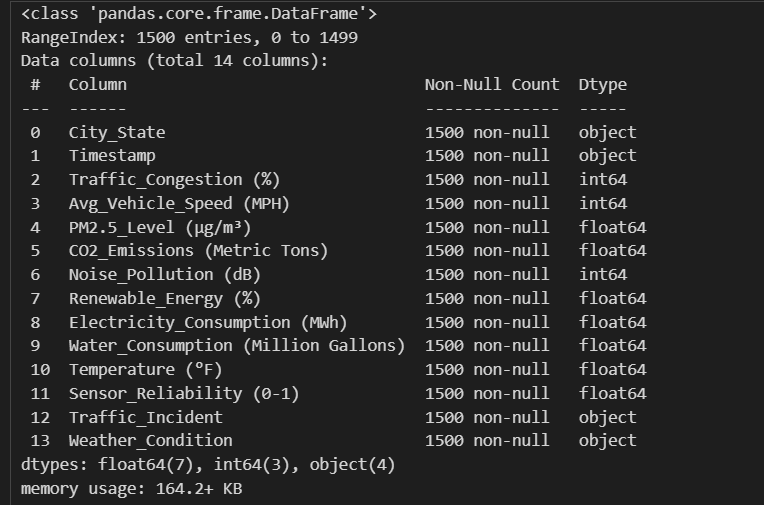 <class 'pandas.core.frame.DataFrame'>
RangeIndex: 1500 entries, 0 to 1499
Data columns (total 14 columns):
 #   Column                                Non-Null Count  Dtype
---  ------                                --------------  -----
 0   City_State                            1500 non-null   object
 1   Timestamp                             1500 non-null   object
 2   Traffic_Congestion (%)                1500 non-null   int64
 3   Avg_Vehicle_Speed (MPH)               1500 non-null   int64
 4   PM2.5_Level (µg/m³)                   1500 non-null   float64
 5   CO2_Emissions (Metric Tons)           1500 non-null   float64
 6   Noise_Pollution (dB)                  1500 non-null   int64
 7   Renewable_Energy (%)                  1500 non-null   float64
 8   Electricity_Consumption (MWh)         1500 non-null   float64
 9   Water_Consumption (Million Gallons)   1500 non-null   float64
 10  Temperature (°F)                      1500 non-null   float64
 11  Sensor_Reliability (0-1)              1500 non-null   float64
 12  Traffic_Incident                      1500 non-null   object
 13  Weather_Condition                     1500 non-null   object
dtypes: float64(7), int64(3), object(4)
memory usage: 164.2+ KB